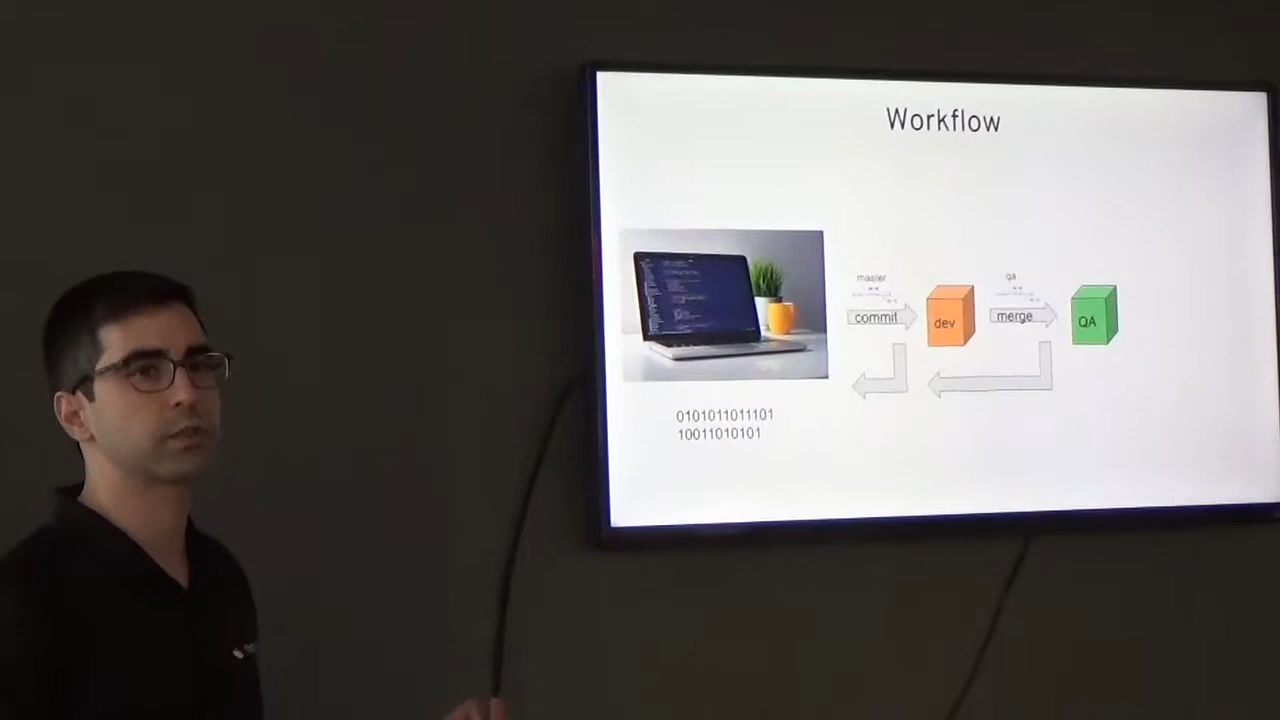 Workflow
master
commit
dev
qa
merge
QA
0101011011101
10011010101